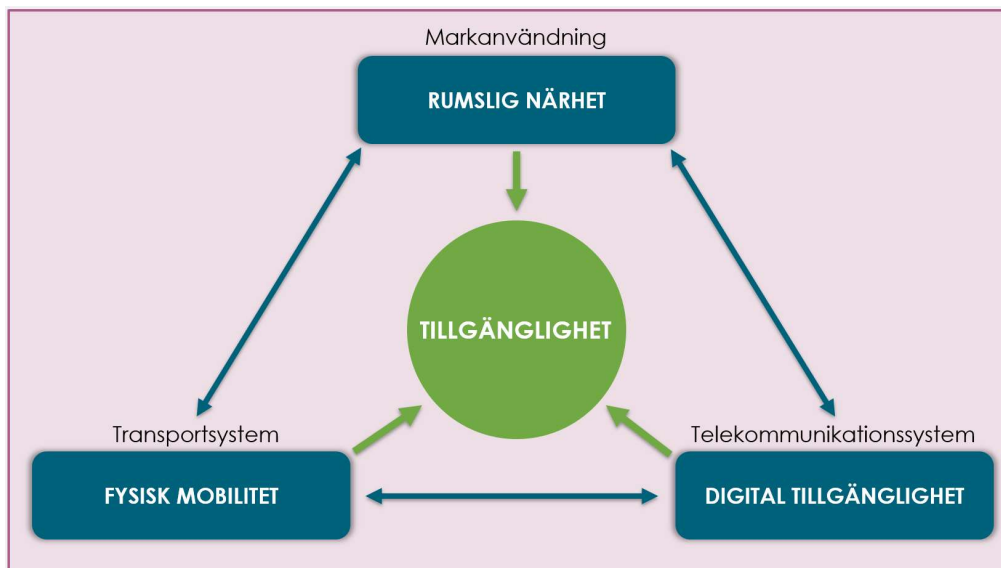 Markanvändning
RUMSLIG NÄRHET
TILLGÄNGLIGHET
Transportsystem
FYSISK MOBILITET
Telekommunikationssystem
DIGITAL TILLGÄNGLIGHET